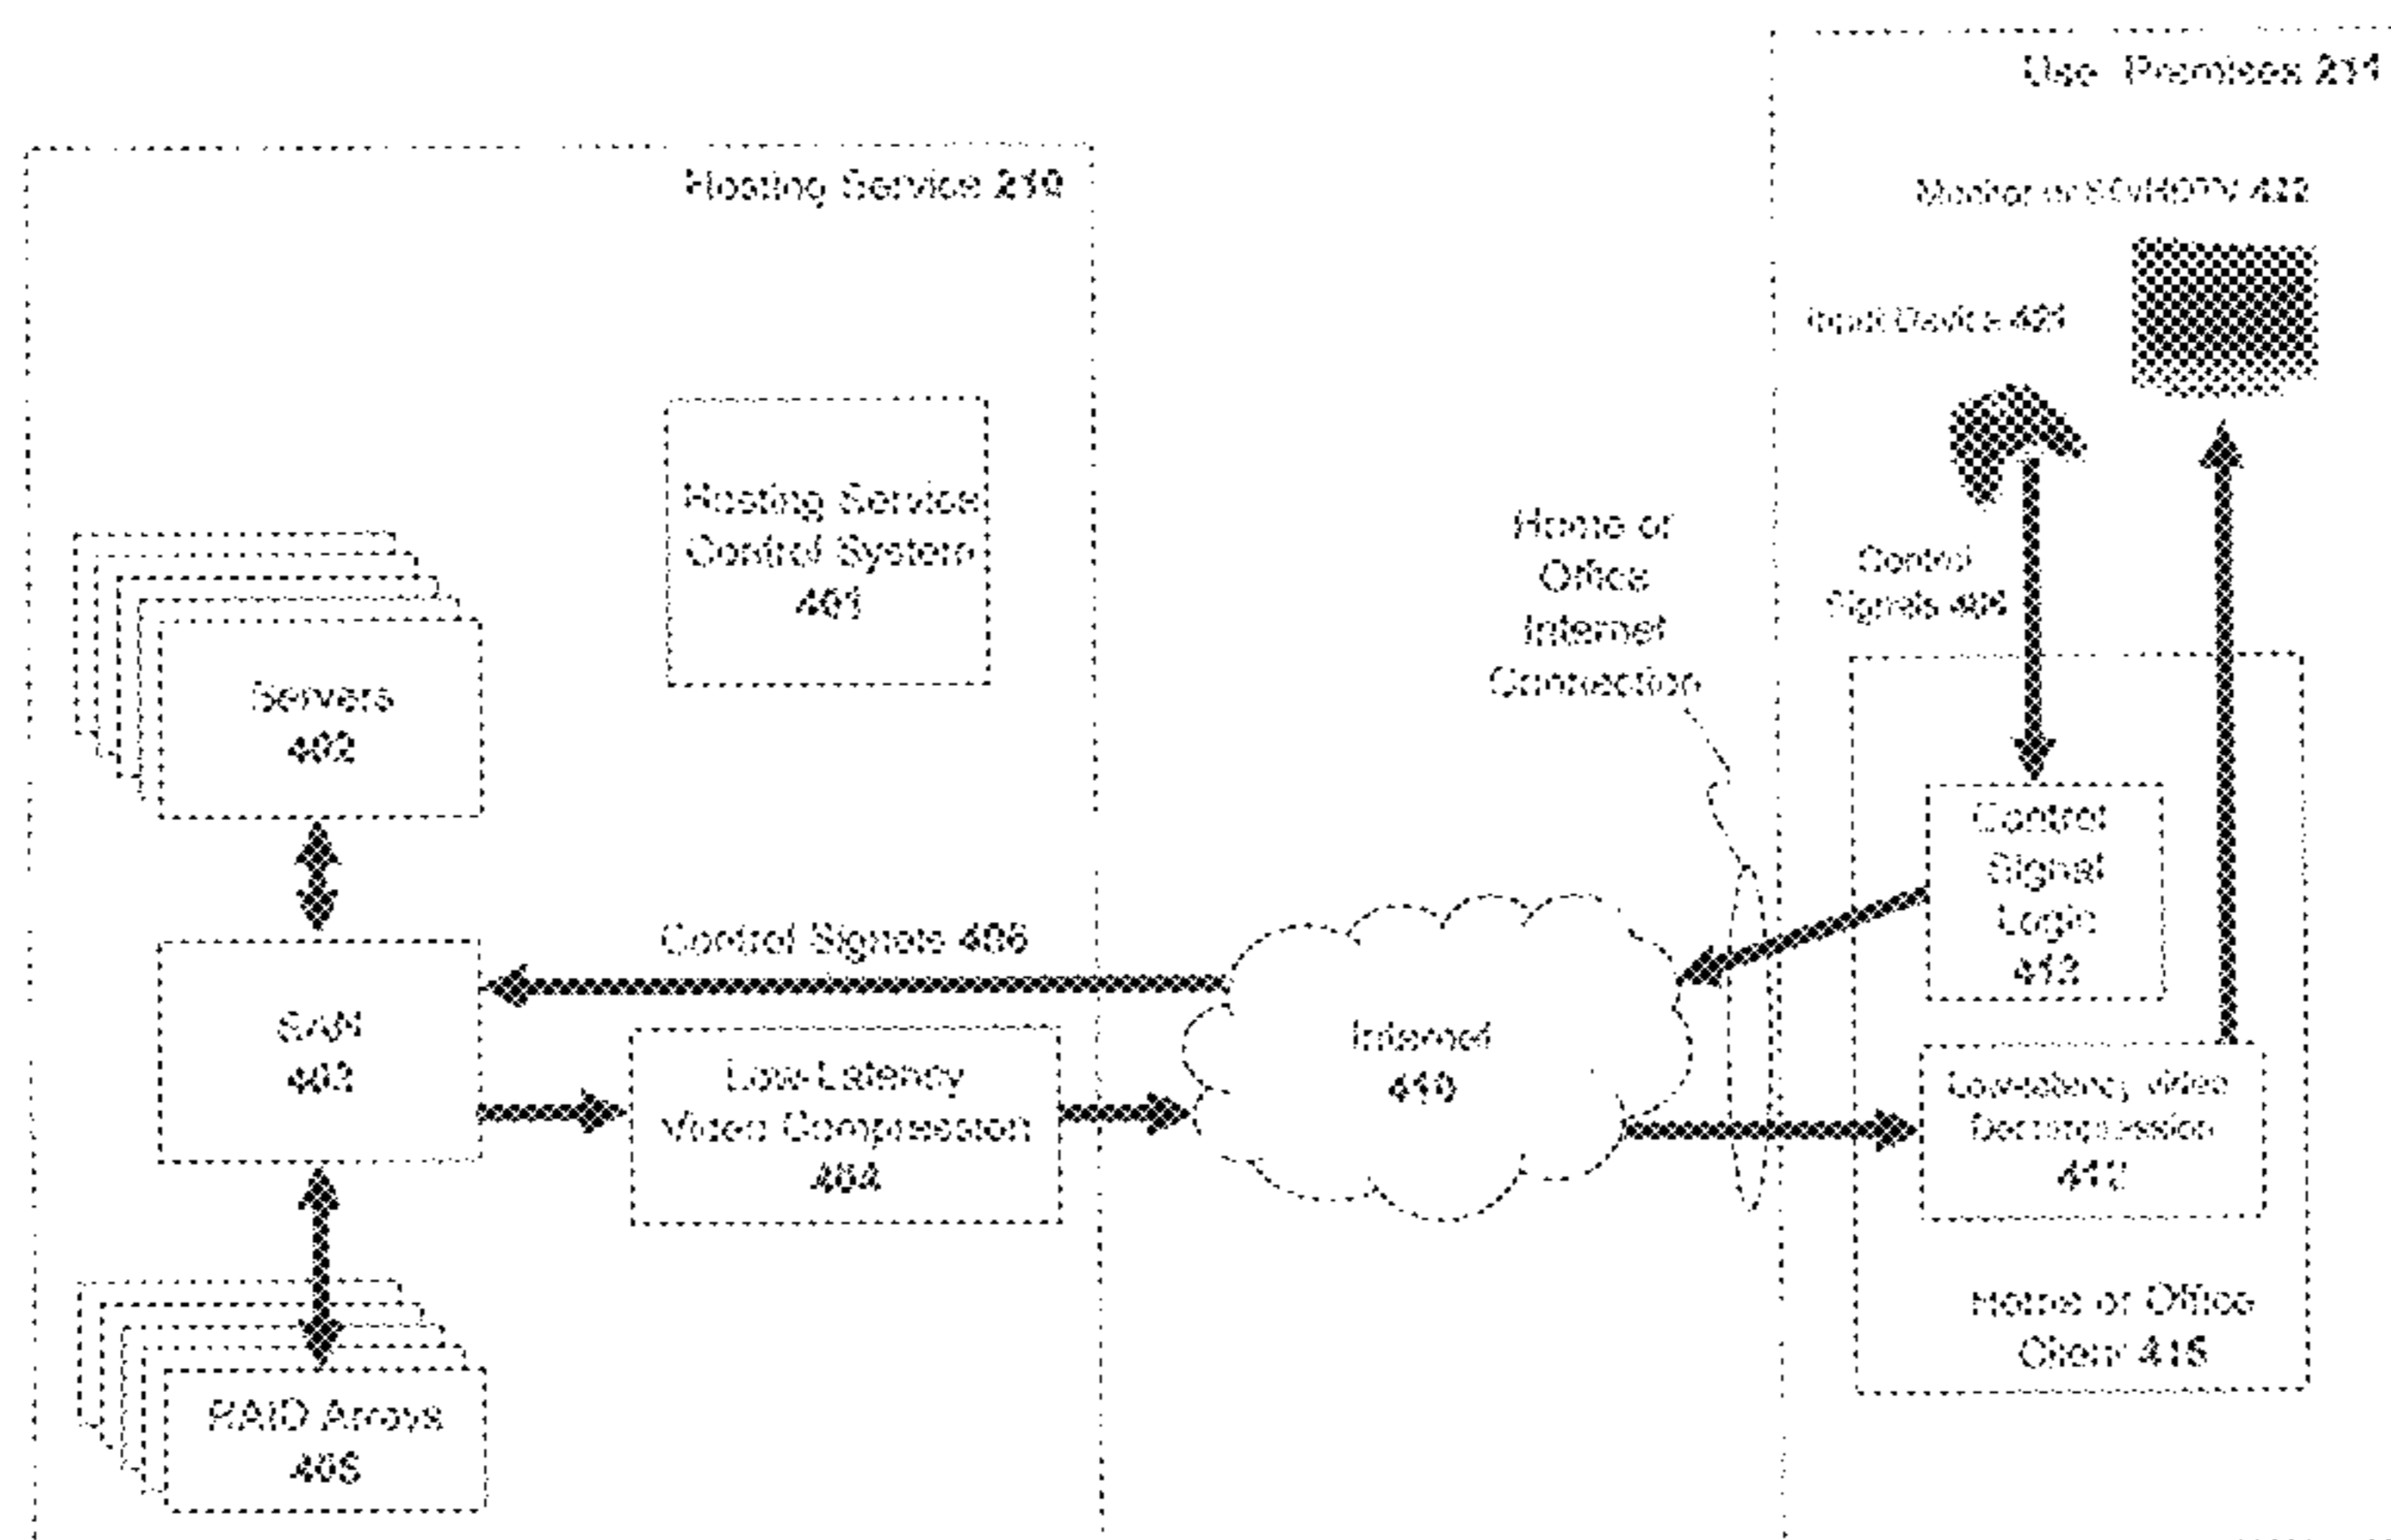 Use Premises 211
Hosting Service 210
Monitor or SD/HDTV 422
Input Device 421
Hosting Service
Control System
401
Home or
Office
Internet
Connection
Control
Signals 406
Servers
402
Control
Signal
Logic
413
Control Signals 406
SAN
403
Low-Latency
Video Compression
404
Internet
410
Low-latency video
Decompression
412
Home or Office
Client 415
RAID Arrays
405